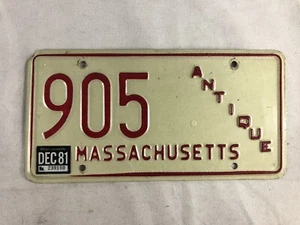 905
ANTIQUE
DEC 81
MASSACHUSETTS